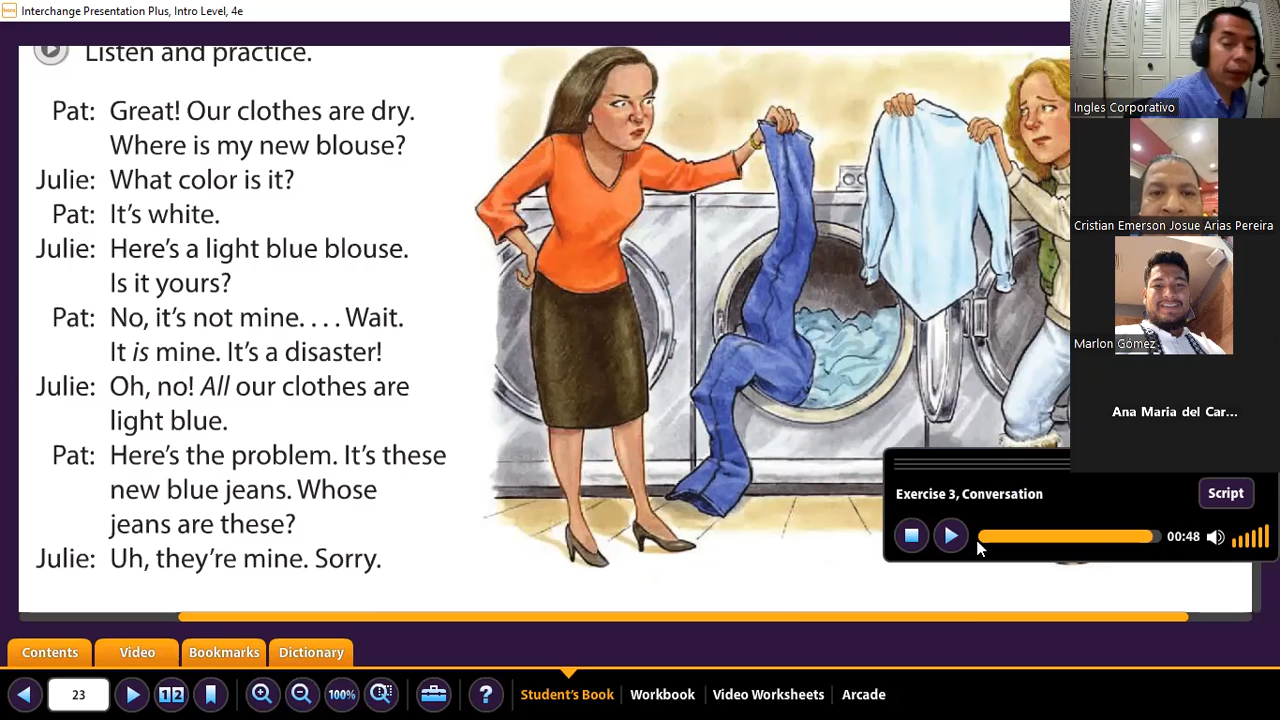 Interchange Presentation Plus, Intro Level, 4e
Listen and practice.
Pat: Great! Our clothes are dry.
Where is my new blouse?
Julie: What color is it?
Pat: It's white.
Julie: Here's a light blue blouse.
Is it yours?
Pat: No, it's not mine. . . . Wait.
It is mine. It's a disaster!
Julie: Oh, no! All our clothes are
light blue.
Pat: Here's the problem. It's these
new blue jeans. Whose
jeans are these?
Julie: Uh, they're mine. Sorry.
Ingles Corporativo
Cristian Emerson Josue Arias Pereira
Marlon Gómez
Ana Maria del Car...
Exercise 3, Conversation
Script
00:48
Contents
Video
Bookmarks
Dictionary
23
1 2
100%
?
Student's Book
Workbook
Video Worksheets
Arcade